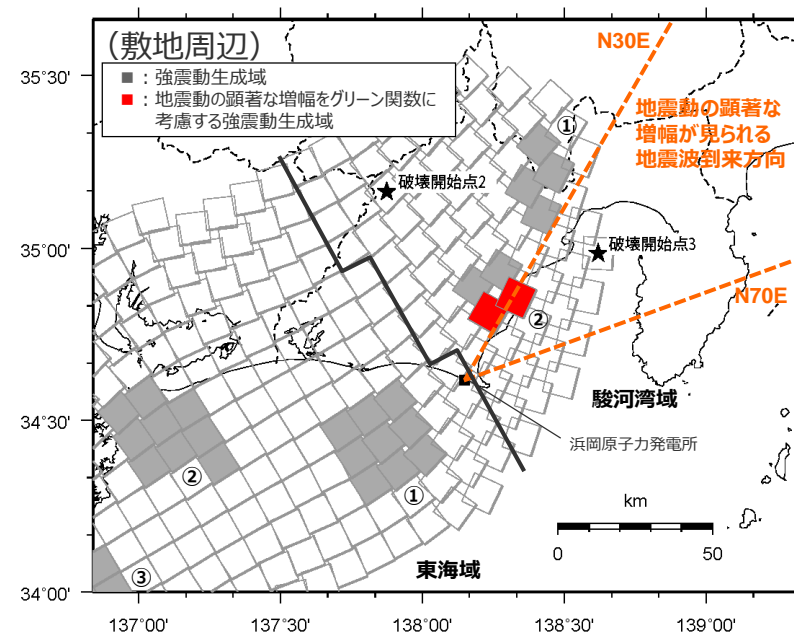 (敷地周辺)
■：強震動生成域
■：地震動の顕著な増幅をグリーン関数に
考慮する強震動生成域
N30E
地震動の顕著な
増幅が見られる
地震波到来方向
①
破壊開始点2
破壊開始点3
N70E
②
駿河湾域
浜岡原子力発電所
②
①
③
東海域
km
0 50
35°30'
35°00'
34°30'
34°00'
137°00' 137°30' 138°00' 138°30' 139°00'